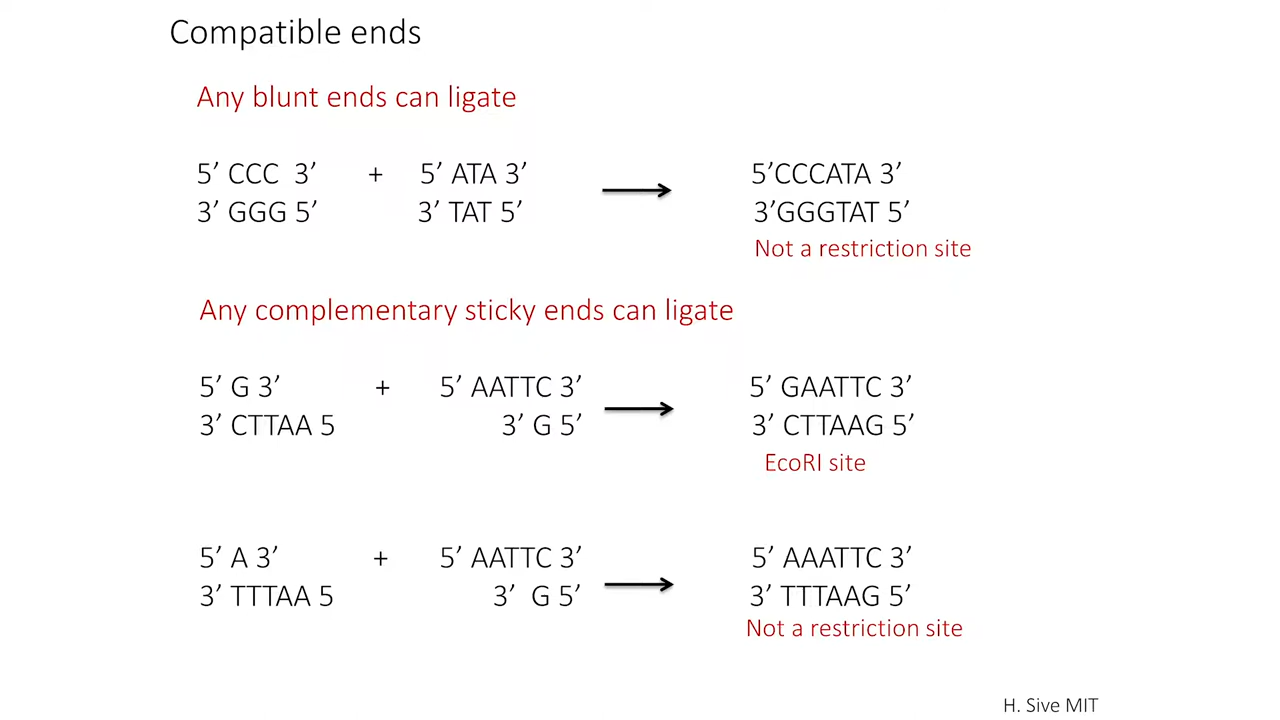 Compatible ends
Any blunt ends can ligate
5’ CCC 3’ + 5’ ATA 3’ 5’CCCATA 3’
3’ GGG 5’ 3’ TAT 5’ 3’GGGTAT 5’
Not a restriction site
Any complementary sticky ends can ligate
5’ G 3’ + 5’ AATTC 3’ 5’ GAATTC 3’
3’ CTTAA 5 3’ G 5’ 3’ CTTAAG 5’
EcoRI site
5’ A 3’ + 5’ AATTC 3’ 5’ AAATTC 3’
3’ TTTAA 5 3’ G 5’ 3’ TTTAAG 5’
Not a restriction site
H. Sive MIT